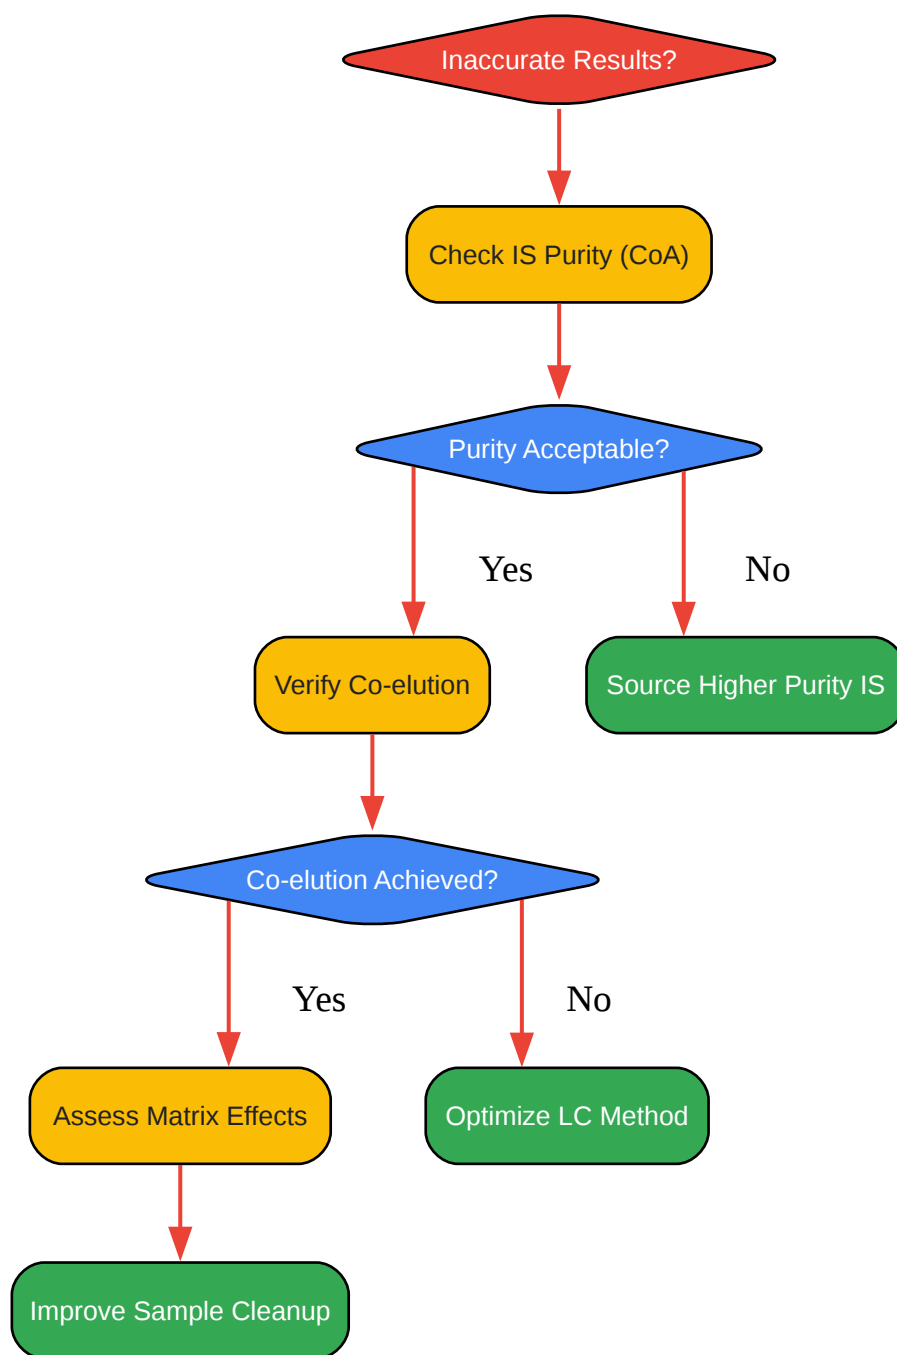 Inaccurate Results?
Check IS Purity (CoA)
Purity Acceptable?
Yes
No
Verify Co-elution
Source Higher Purity IS
Co-elution Achieved?
Yes
No
Assess Matrix Effects
Optimize LC Method
Improve Sample Cleanup